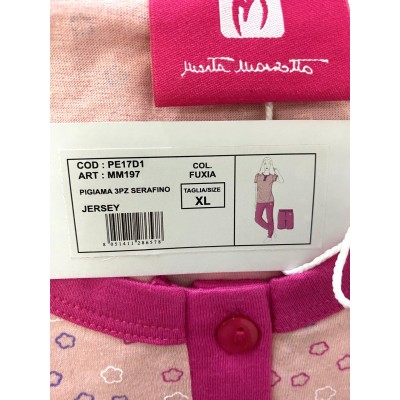 Marta Marzotto
COD : PE17D1
ART : MM197
COL.
FUXIA
PIGIAMA 3PZ SERAFINO
TAGLIA/SIZE
XL
JERSEY